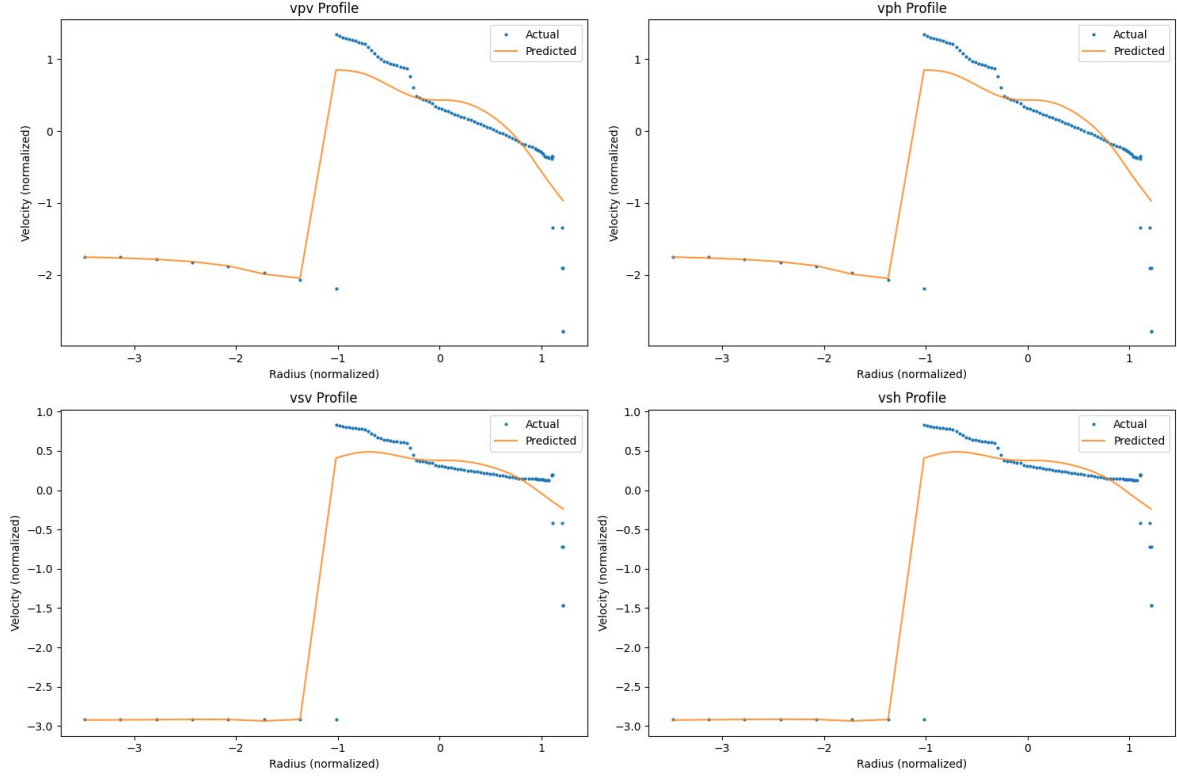 vpv Profile
Actual
Predicted
Velocity (normalized)
1
0
−1
−2
−3
−2
−1
0
1
Radius (normalized)
vph Profile
Actual
Predicted
Velocity (normalized)
1
0
−1
−2
−3
−2
−1
0
1
Radius (normalized)
vsv Profile
Actual
Predicted
Velocity (normalized)
1.0
0.5
0.0
−0.5
−1.0
−1.5
−2.0
−2.5
−3.0
−3
−2
−1
0
1
Radius (normalized)
vsh Profile
Actual
Predicted
Velocity (normalized)
1.0
0.5
0.0
−0.5
−1.0
−1.5
−2.0
−2.5
−3.0
−3
−2
−1
0
1
Radius (normalized)